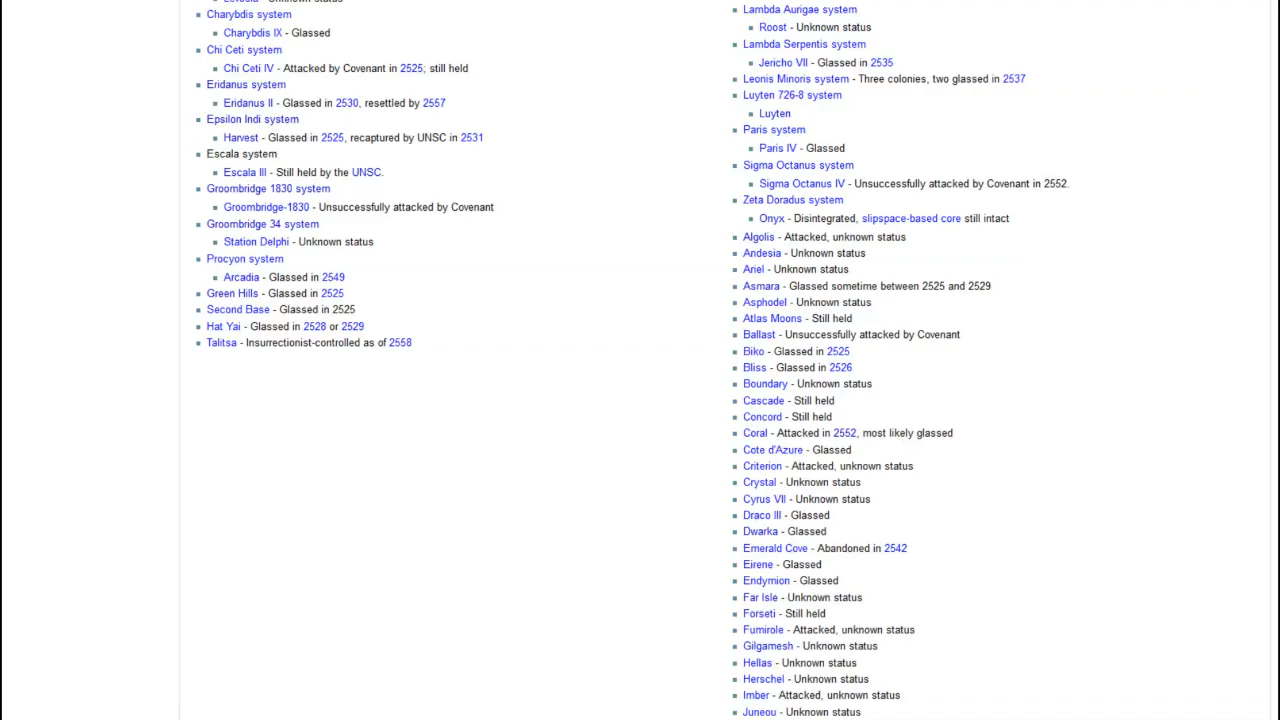 Charybdis system
Charybdis IX - Glassed
Chi Ceti system
Chi Ceti IV - Attacked by Covenant in 2525; still held
Eridanus system
Eridanus II - Glassed in 2530, resettled by 2557
Epsilon Indi system
Harvest - Glassed in 2525, recaptured by UNSC in 2531
Escala system
Escala III - Still held by the UNSC.
Groombridge 1830 system
Groombridge-1830 - Unsuccessfully attacked by Covenant
Groombridge 34 system
Station Delphi - Unknown status
Procyon system
Arcadia - Glassed in 2549
Green Hills - Glassed in 2525
Second Base - Glassed in 2525
Hat Yai - Glassed in 2528 or 2529
Talitsa - Insurrectionist-controlled as of 2558
Lambda Aurigae system
Roost - Unknown status
Lambda Serpentis system
Jericho VII - Glassed in 2535
Leonis Minoris system - Three colonies, two glassed in 2537
Luyten 726-8 system
Luyten
Paris system
Paris IV - Glassed
Sigma Octanus system
Sigma Octanus IV - Unsuccessfully attacked by Covenant in 2552.
Zeta Doradus system
Onyx - Disintegrated, slipspace-based core still intact
Algolis - Attacked, unknown status
Andesia - Unknown status
Ariel - Unknown status
Asmara - Glassed sometime between 2525 and 2529
Asphodel - Unknown status
Atlas Moons - Still held
Ballast - Unsuccessfully attacked by Covenant
Biko - Glassed in 2525
Bliss - Glassed in 2526
Boundary - Unknown status
Cascade - Still held
Concord - Still held
Coral - Attacked in 2552, most likely glassed
Cote d'Azure - Glassed
Criterion - Attacked, unknown status
Crystal - Unknown status
Cyrus VII - Unknown status
Draco III - Glassed
Dwarka - Glassed
Emerald Cove - Abandoned in 2542
Eirene - Glassed
Endymion - Glassed
Far Isle - Unknown status
Forseti - Still held
Fumirole - Attacked, unknown status
Gilgamesh - Unknown status
Hellas - Unknown status
Herschel - Unknown status
Imber - Attacked, unknown status
Juneou - Unknown status